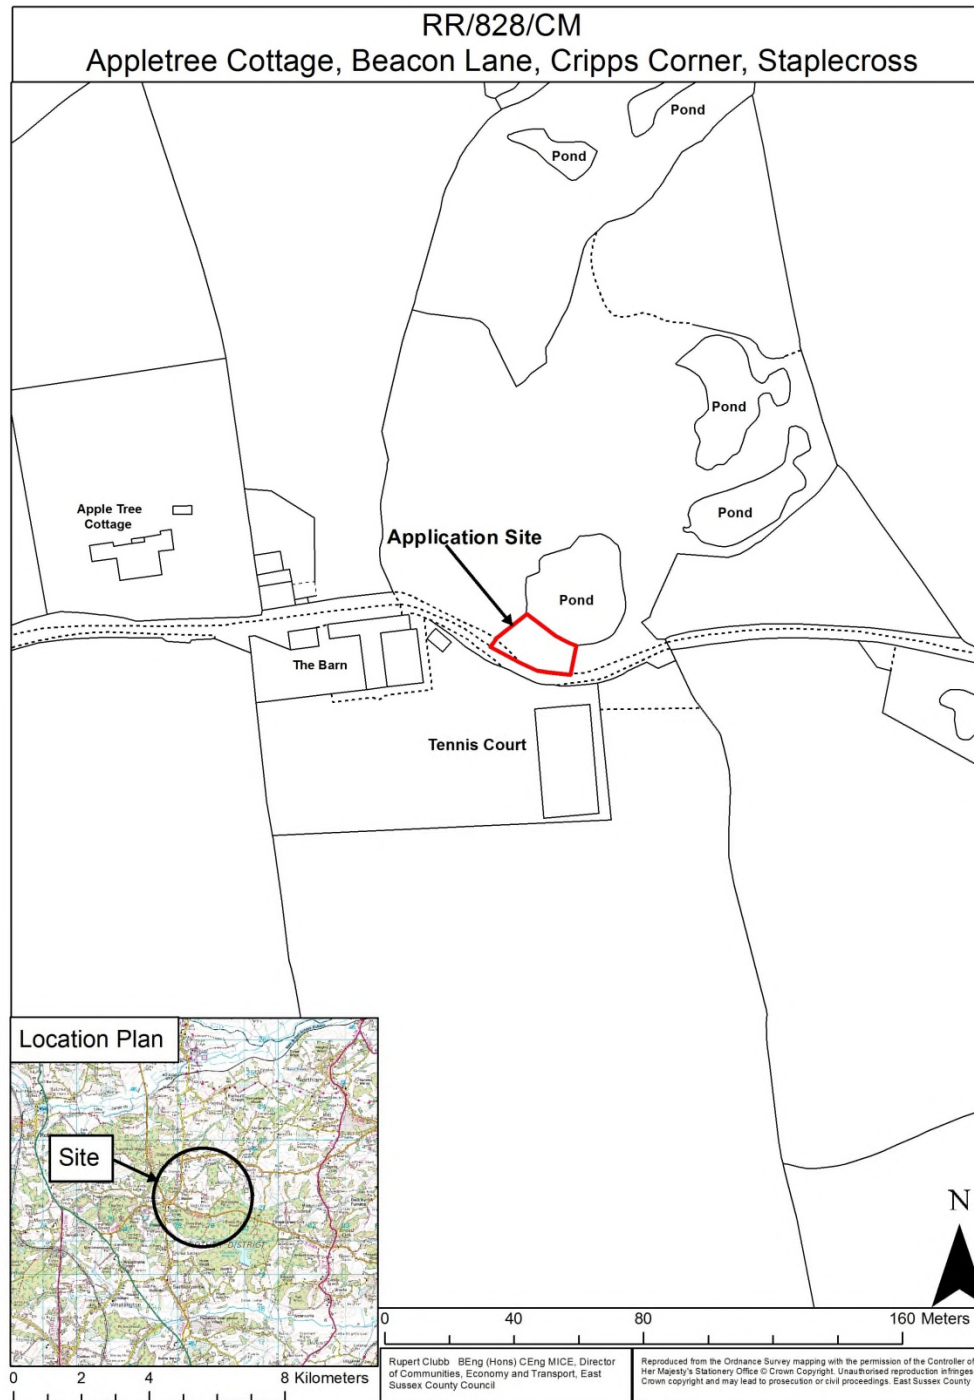 RR/828/CM
Appletree Cottage, Beacon Lane, Cripps Corner, Staplecross
Pond
Pond
Pond
Apple Tree
Cottage
Pond
Application Site
Pond
The Barn
Tennis Court
Location Plan
Site
N
0 40 80 160 Meters
0 2 4 8 Kilometers
Rupert Clubb BEng (Hons) CEng MICE, Director
of Communities, Economy and Transport, East
Sussex County Council
Reproduced from the Ordnance Survey mapping with the permission of the Controller of
Her Majesty's Stationery Office © Crown Copyright. Unauthorised reproduction infringes
Crown copyright and may lead to prosecution or civil proceedings. East Sussex County